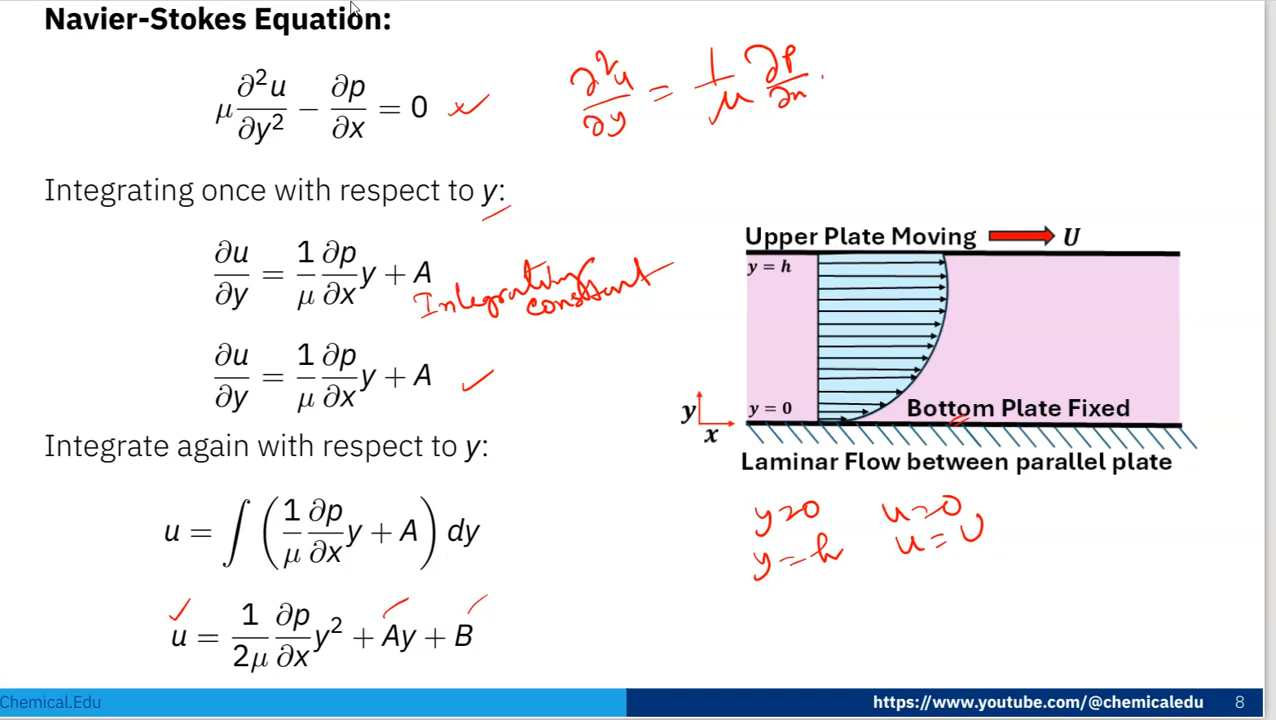 Navier-Stokes Equation:
μ ∂²u/∂y² − ∂p/∂x = 0
∂²u/∂y = 1/μ ∂p/∂x
Integrating once with respect to y:
∂u/∂y = 1/μ ∂p/∂x y + A
Integrating constant
∂u/∂y = 1/μ ∂p/∂x y + A
Integrate again with respect to y:
u = ∫ (1/μ ∂p/∂x y + A) dy
u = 1/2μ ∂p/∂x y² + Ay + B
Upper Plate Moving U
y = h
y = 0 Bottom Plate Fixed
y
x
Laminar Flow between parallel plate
y=0 u=0
y=h u=U
Chemical.Edu https://www.youtube.com/@chemicaledu 8